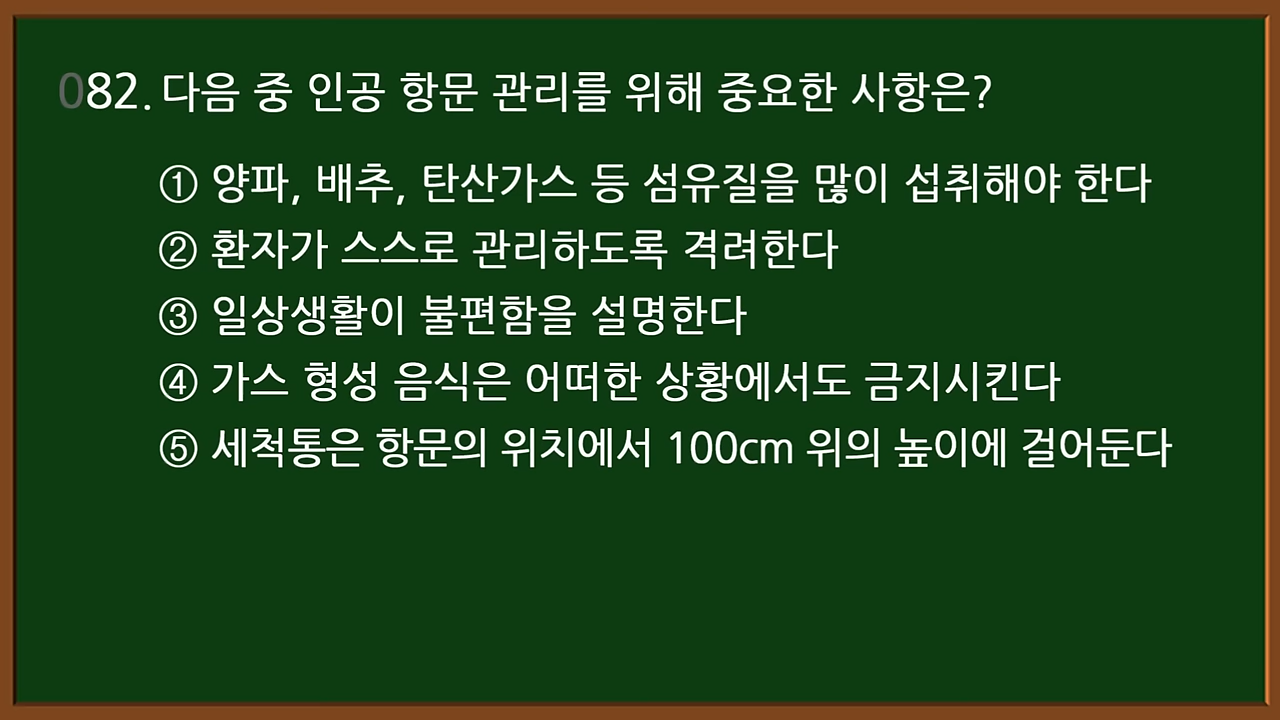 082. 다음 중 인공 항문 관리를 위해 중요한 사항은?
① 양파, 배추, 탄산가스 등 섬유질을 많이 섭취해야 한다
② 환자가 스스로 관리하도록 격려한다
③ 일상생활이 불편함을 설명한다
④ 가스 형성 음식은 어떠한 상황에서도 금지시킨다
⑤ 세척통은 항문의 위치에서 100cm 위의 높이에 걸어둔다